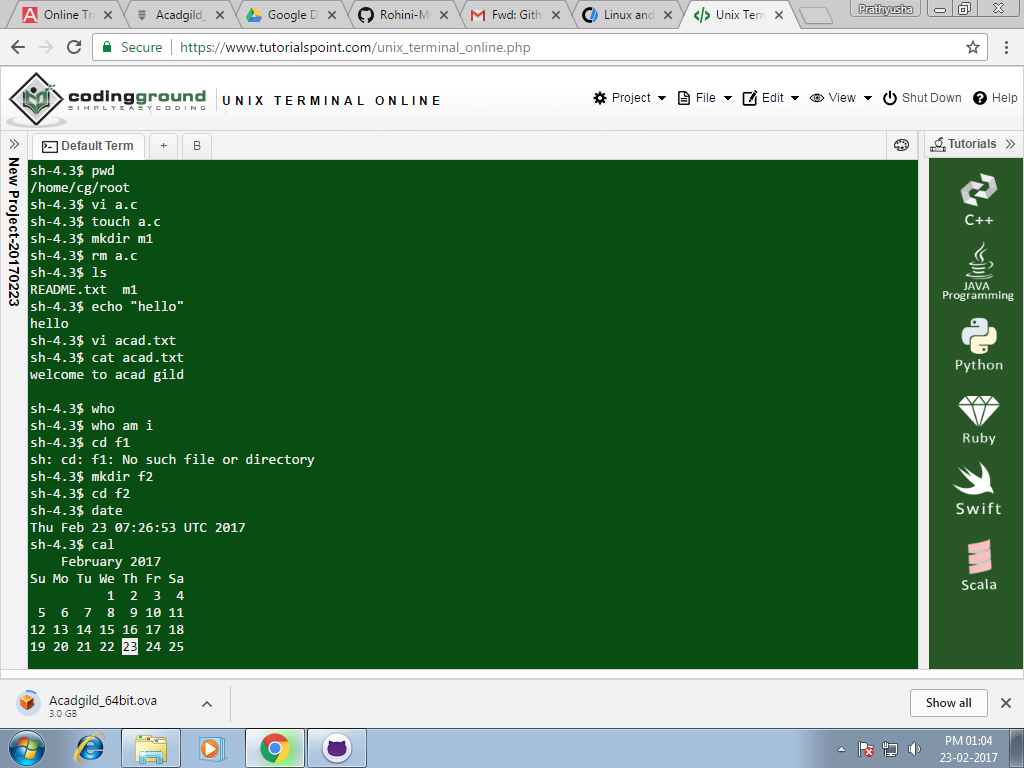 Online Tra
Acadgild_
Google D
Rohini-M
Fwd: Gith
Linux and
Unix Term
Prathyusha
Secure
https://www.tutorialspoint.com/unix_terminal_online.php
codingground
SIMPLYEASYCODING
UNIX TERMINAL ONLINE
Project
File
Edit
View
Shut Down
Help
Default Term
+
B
Tutorials
New Project-20170223
sh-4.3$ pwd
/home/cg/root
sh-4.3$ vi a.c
sh-4.3$ touch a.c
sh-4.3$ mkdir m1
sh-4.3$ rm a.c
sh-4.3$ ls
README.txt  m1
sh-4.3$ echo "hello"
hello
sh-4.3$ vi acad.txt
sh-4.3$ cat acad.txt
welcome to acad gild
sh-4.3$ who
sh-4.3$ who am i
sh-4.3$ cd f1
sh: cd: f1: No such file or directory
sh-4.3$ mkdir f2
sh-4.3$ cd f2
sh-4.3$ date
Thu Feb 23 07:26:53 UTC 2017
sh-4.3$ cal
    February 2017
Su Mo Tu We Th Fr Sa
          1  2  3  4
 5  6  7  8  9 10 11
12 13 14 15 16 17 18
19 20 21 22 23 24 25
C++
JAVA
Programming
Python
Ruby
Swift
Scala
Acadgild_64bit.ova
3.0 GB
Show all
PM 01:04
23-02-2017